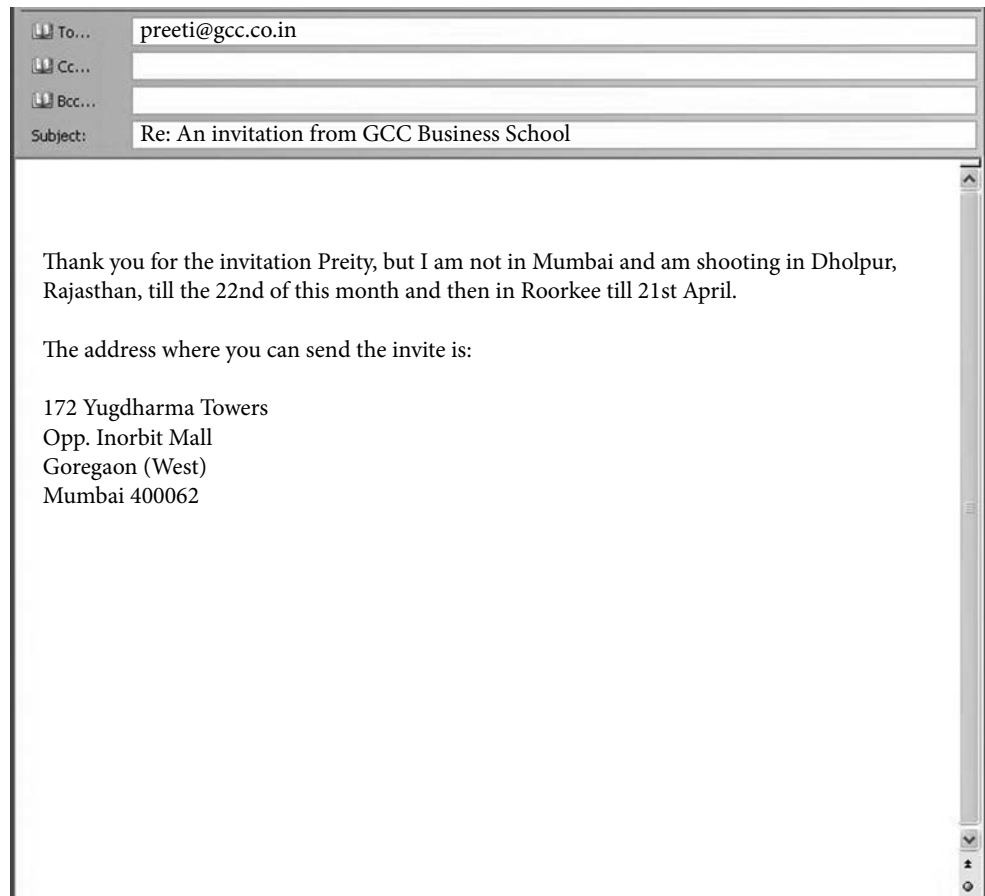 To... preeti@gcc.co.in
Cc...
Bcc...
Subject: Re: An invitation from GCC Business School
Thank you for the invitation Preity, but I am not in Mumbai and am shooting in Dholpur,
Rajasthan, till the 22nd of this month and then in Roorkee till 21st April.
The address where you can send the invite is:
172 Yugdharma Towers
Opp. Inorbit Mall
Goregaon (West)
Mumbai 400062